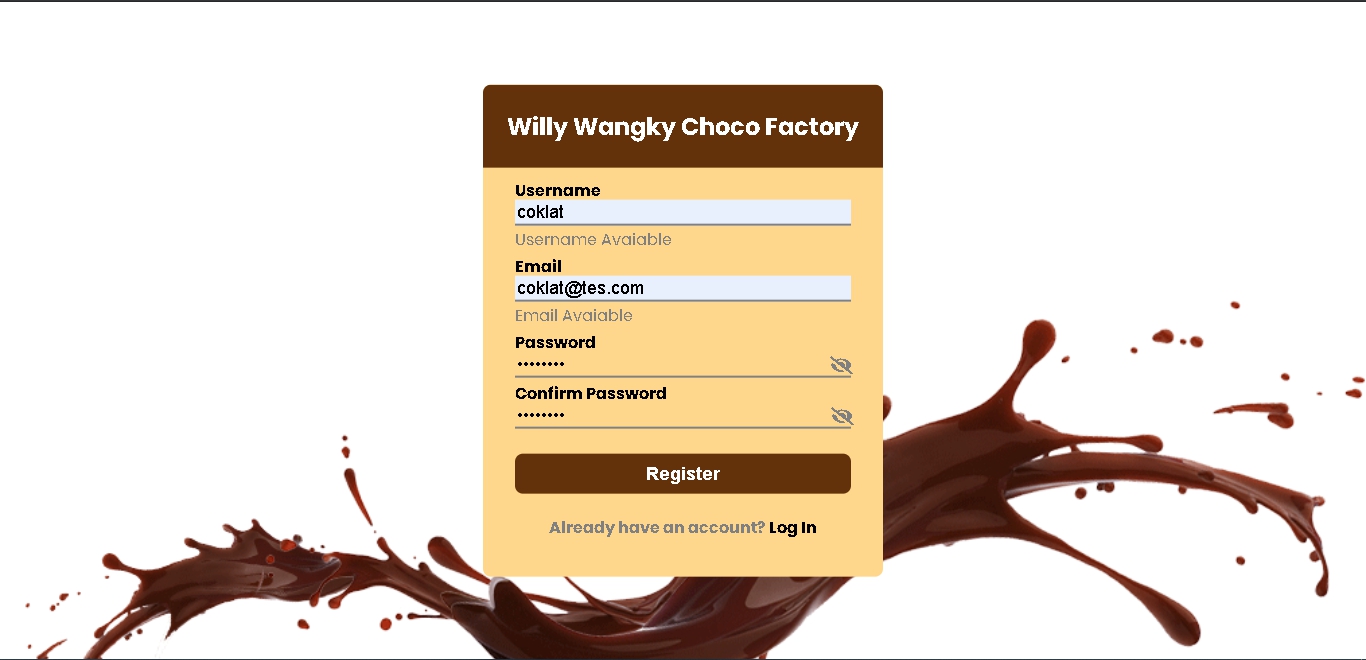 Willy Wangky Choco Factory
Username
coklat
Username Avaiable
Email
coklat@tes.com
Email Avaiable
Password
••••••••
Confirm Password
••••••••
Register
Already have an account? Log In